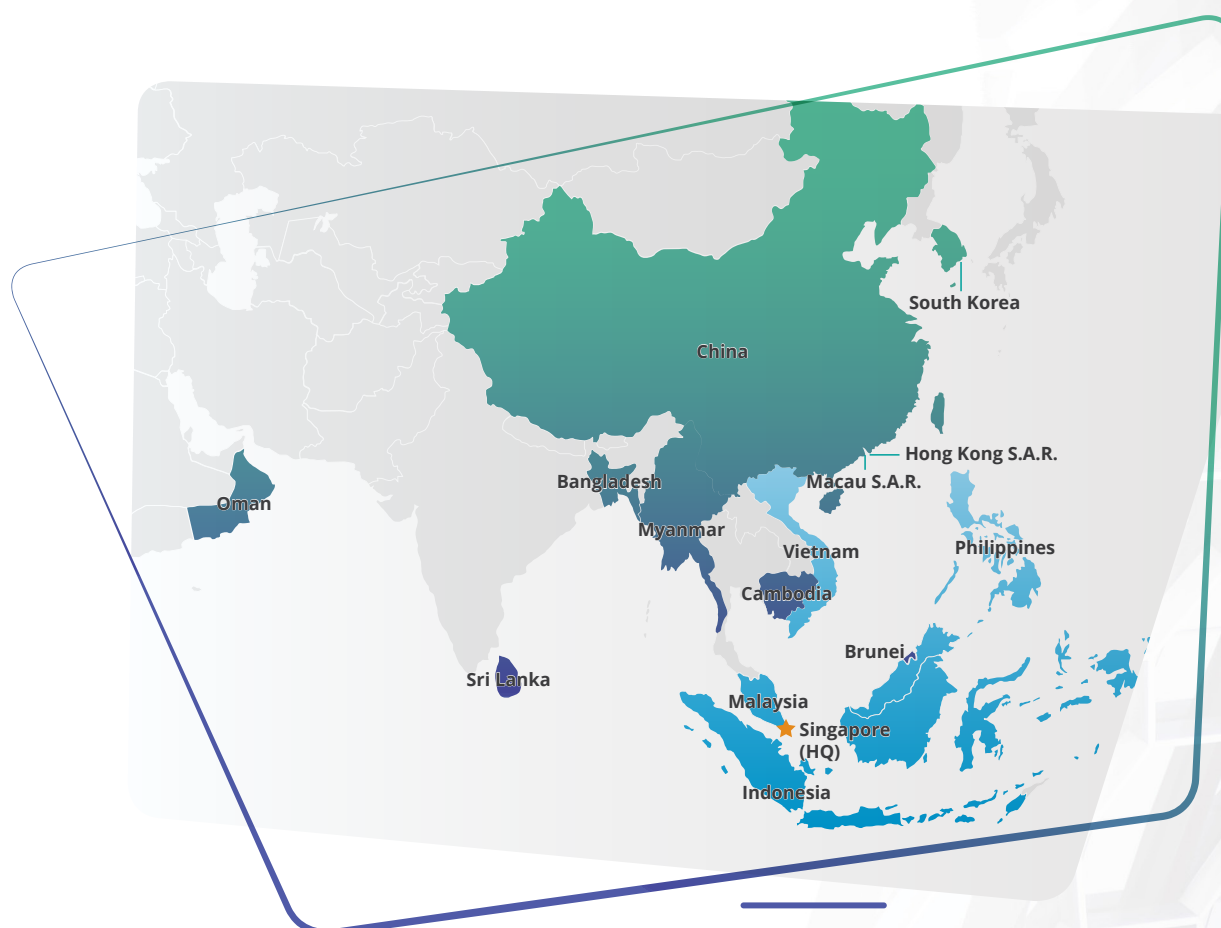 South Korea
China
Hong Kong S.A.R.
Bangladesh
Macau S.A.R.
Oman
Myanmar
Philippines
Vietnam
Cambodia
Brunei
Sri Lanka
Malaysia
Singapore
(HQ)
Indonesia